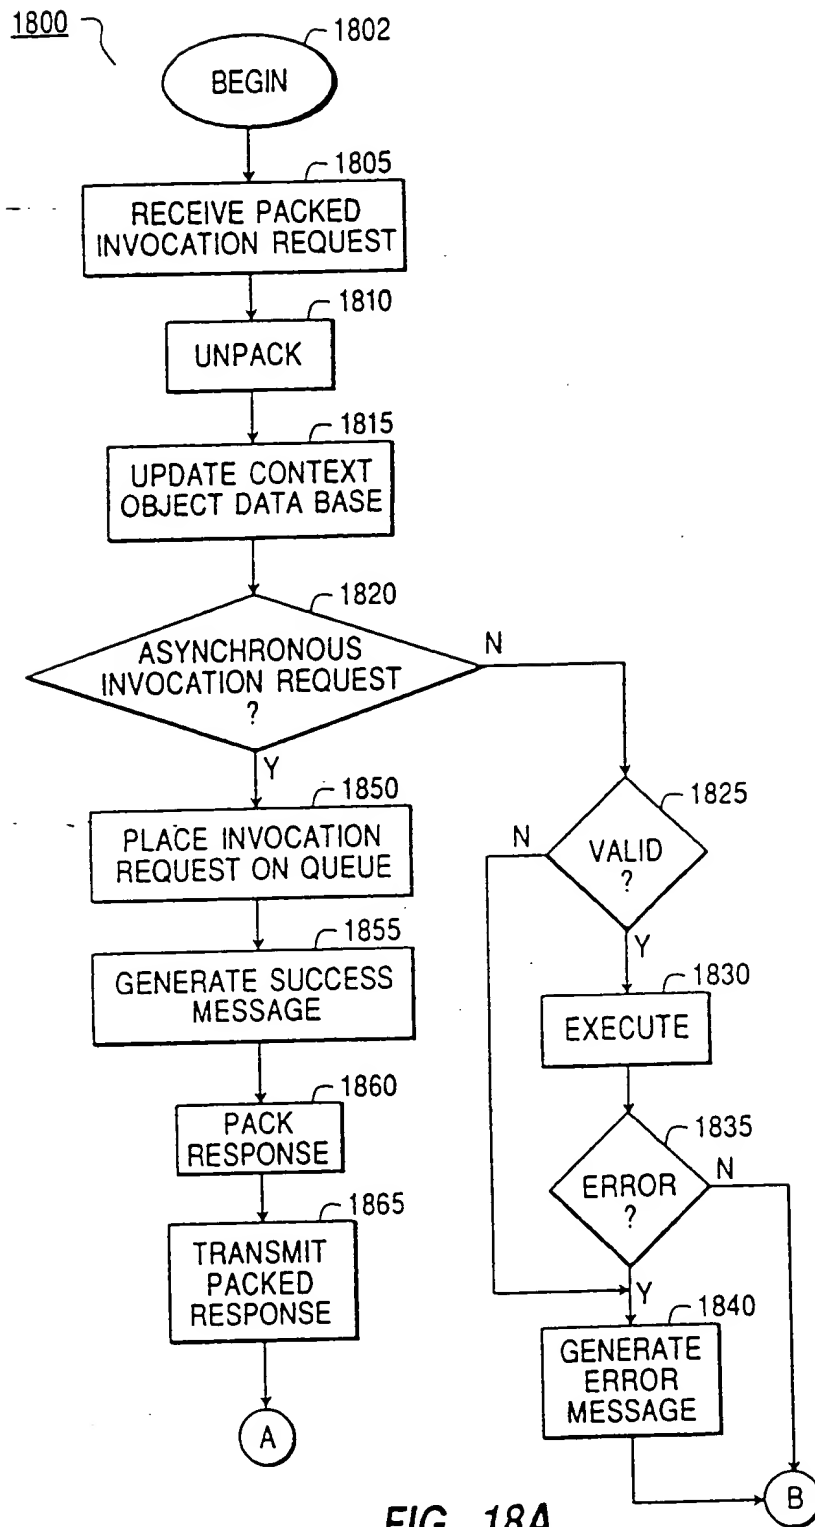 1800
1802
BEGIN
1805
RECEIVE PACKED
INVOCATION REQUEST
1810
UNPACK
1815
UPDATE CONTEXT
OBJECT DATA BASE
1820
ASYNCHRONOUS
INVOCATION REQUEST
?
N
Y
1850
PLACE INVOCATION
REQUEST ON QUEUE
1855
GENERATE SUCCESS
MESSAGE
1860
PACK
RESPONSE
1865
TRANSMIT
PACKED
RESPONSE
A
1825
N
VALID
?
Y
1830
EXECUTE
1835
ERROR
?
N
Y
1840
GENERATE
ERROR
MESSAGE
B
FIG. 18A